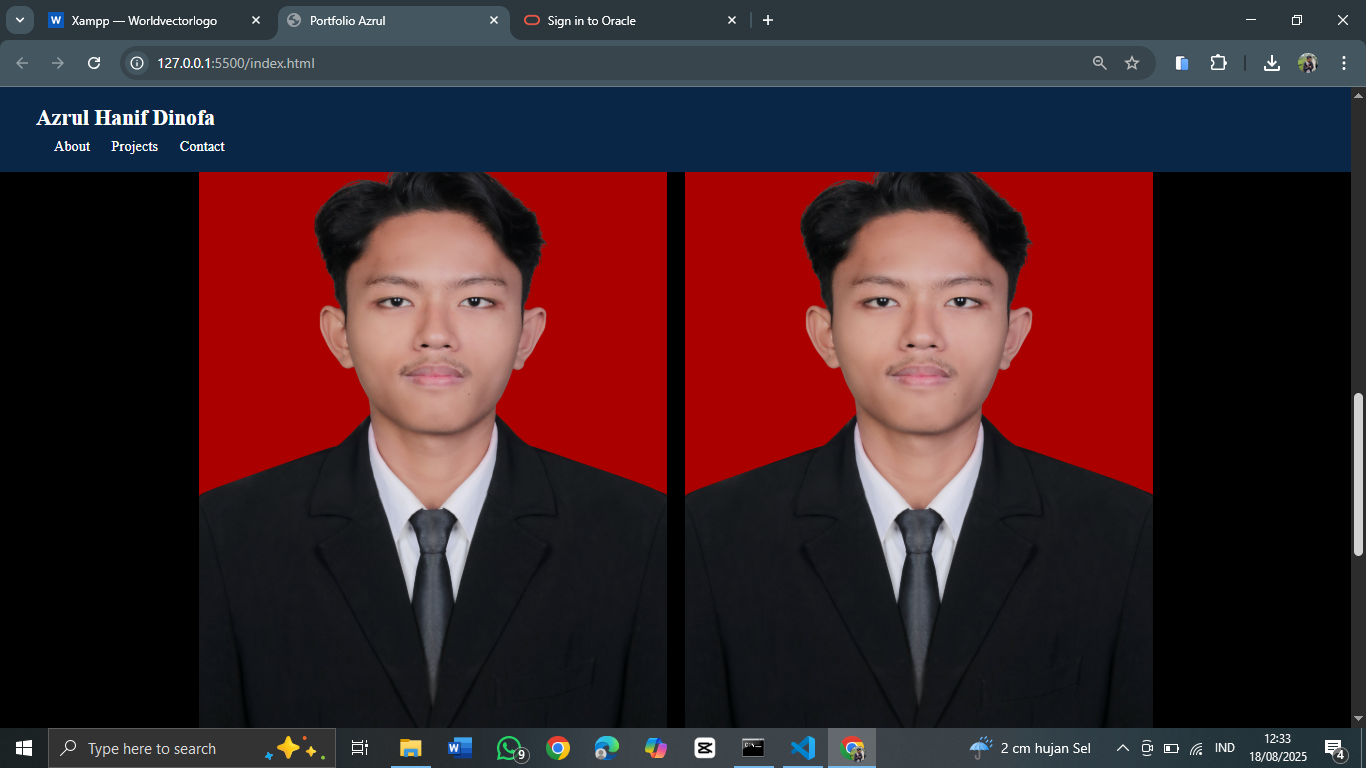 Xampp — Worldvectorlogo
Portfolio Azrul
Sign in to Oracle
127.0.0.1:5500/index.html
Azrul Hanif Dinofa
About Projects Contact
Type here to search
9
2 cm hujan Sel
IND
12:33
18/08/2025
4